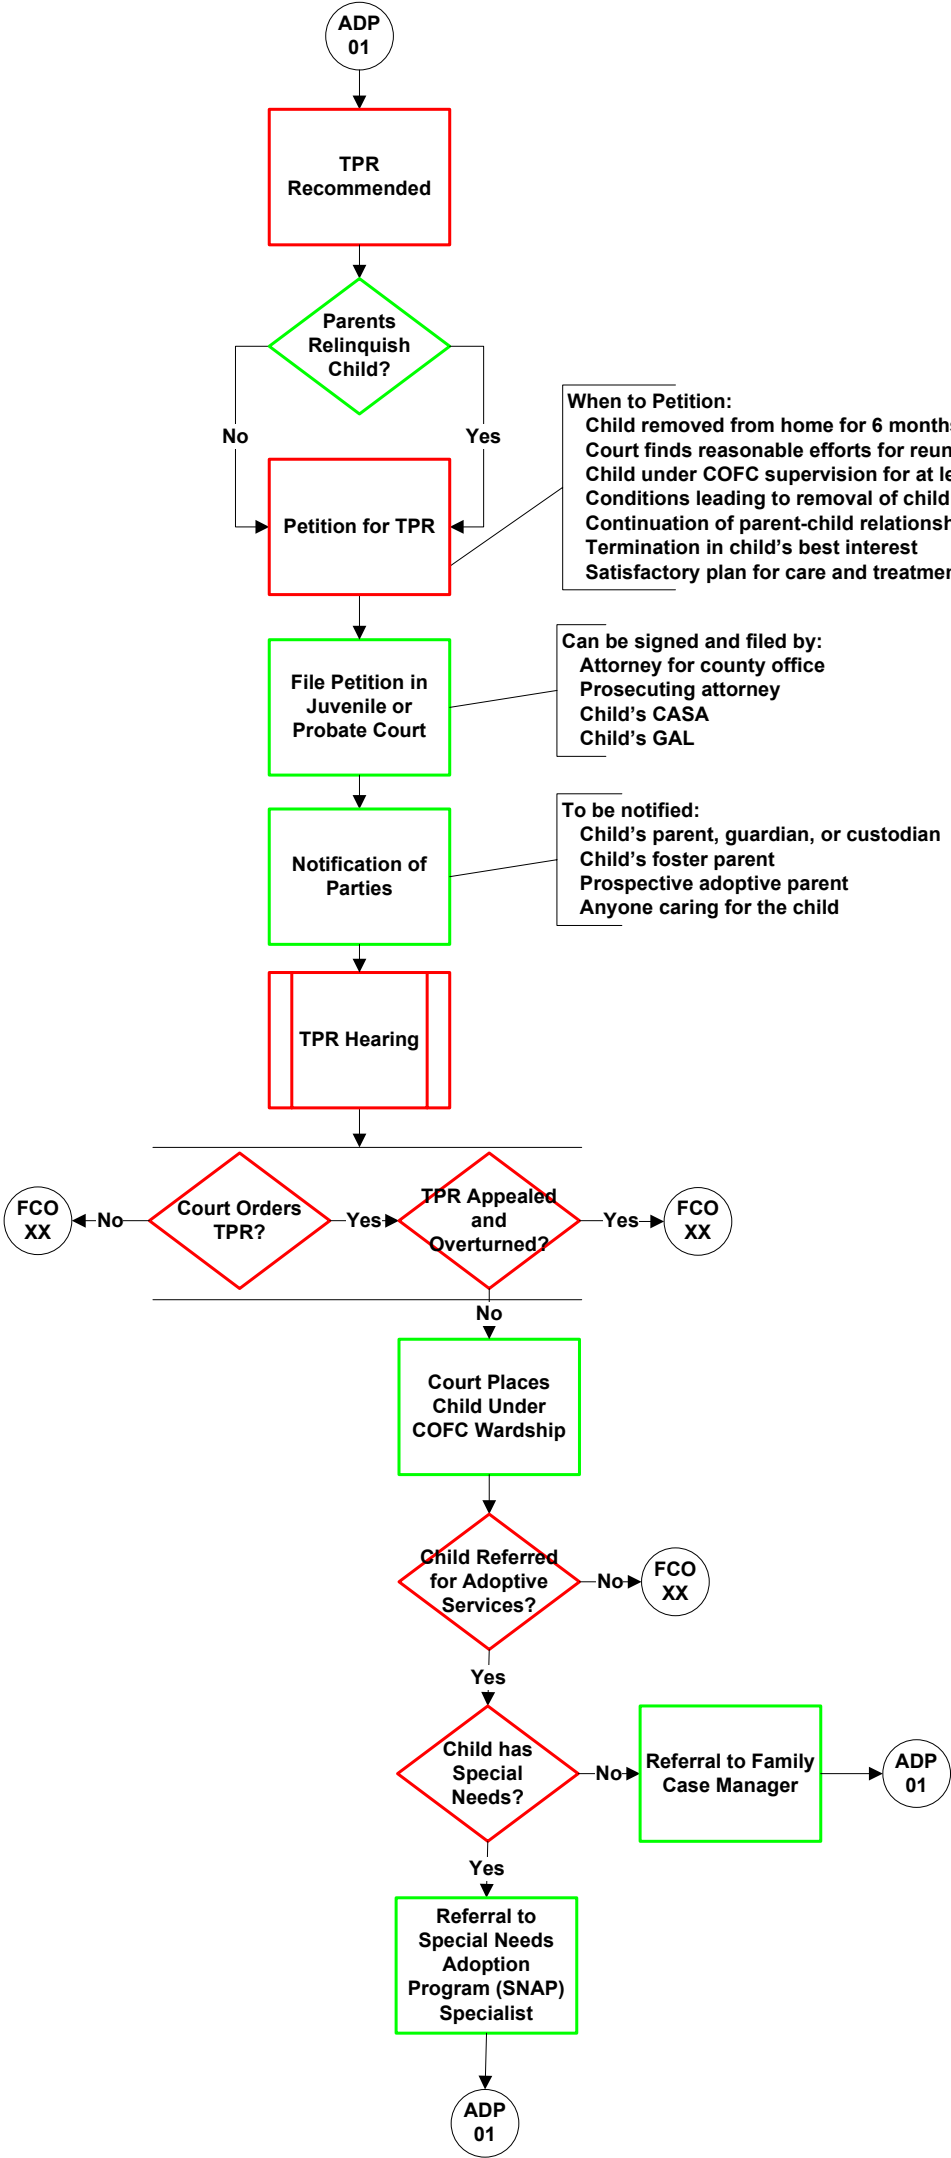 ADP
01
TPR
Recommended
Parents
Relinquish
Child?
No
Yes
When to Petition:
Child removed from home for 6 months
Court finds reasonable efforts for
Child under COFC supervision for at
Conditions leading to removal of child
Continuation of parent-child
Termination in child's best interest
Satisfactory plan for care and
Petition for TPR
File Petition in
Juvenile or
Probate Court
Can be signed and filed by:
Attorney for county office
Prosecuting attorney
Child's CASA
Child's GAL
Notification of
Parties
To be notified:
Child's parent, guardian, or custodian
Child's foster parent
Prospective adoptive parent
Anyone caring for the child
TPR Hearing
FCO
XX
No
Court Orders
TPR?
Yes
TPR Appealed
and
Overturned?
Yes
FCO
XX
No
Court Places
Child Under
COFC Wardship
Child Referred
for Adoptive
Services?
No
FCO
XX
Yes
Child has
Special
Needs?
No
Referral to Family
Case Manager
ADP
01
Yes
Referral to
Special Needs
Adoption
Program (SNAP)
Specialist
ADP
01